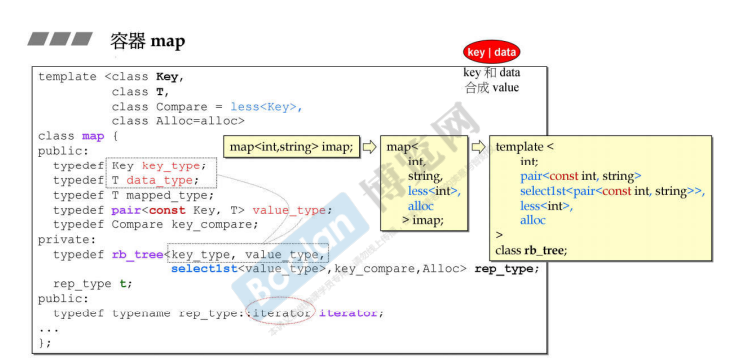 容器 map
key | data
key 和 data
合成 value
template <class Key,
class T,
class Compare = less<Key>,
class Alloc=alloc>
class map {
public:
typedef Key key_type;
typedef T data_type;
typedef T mapped_type;
typedef pair<const Key, T> value_type;
typedef Compare key_compare;
private:
typedef rb_tree<key_type, value_type,
select1st<value_type>,key_compare,Alloc> rep_type;
rep_type t;
public:
typedef typename rep_type::iterator iterator;
...
};
map<int,string> imap;
map<
int,
string,
less<int>,
alloc
> imap;
template <
int;
pair<const int, string>
select1st<pair<const int, string>>,
less<int>,
alloc
>
class rb_tree;
Boolan 博览网